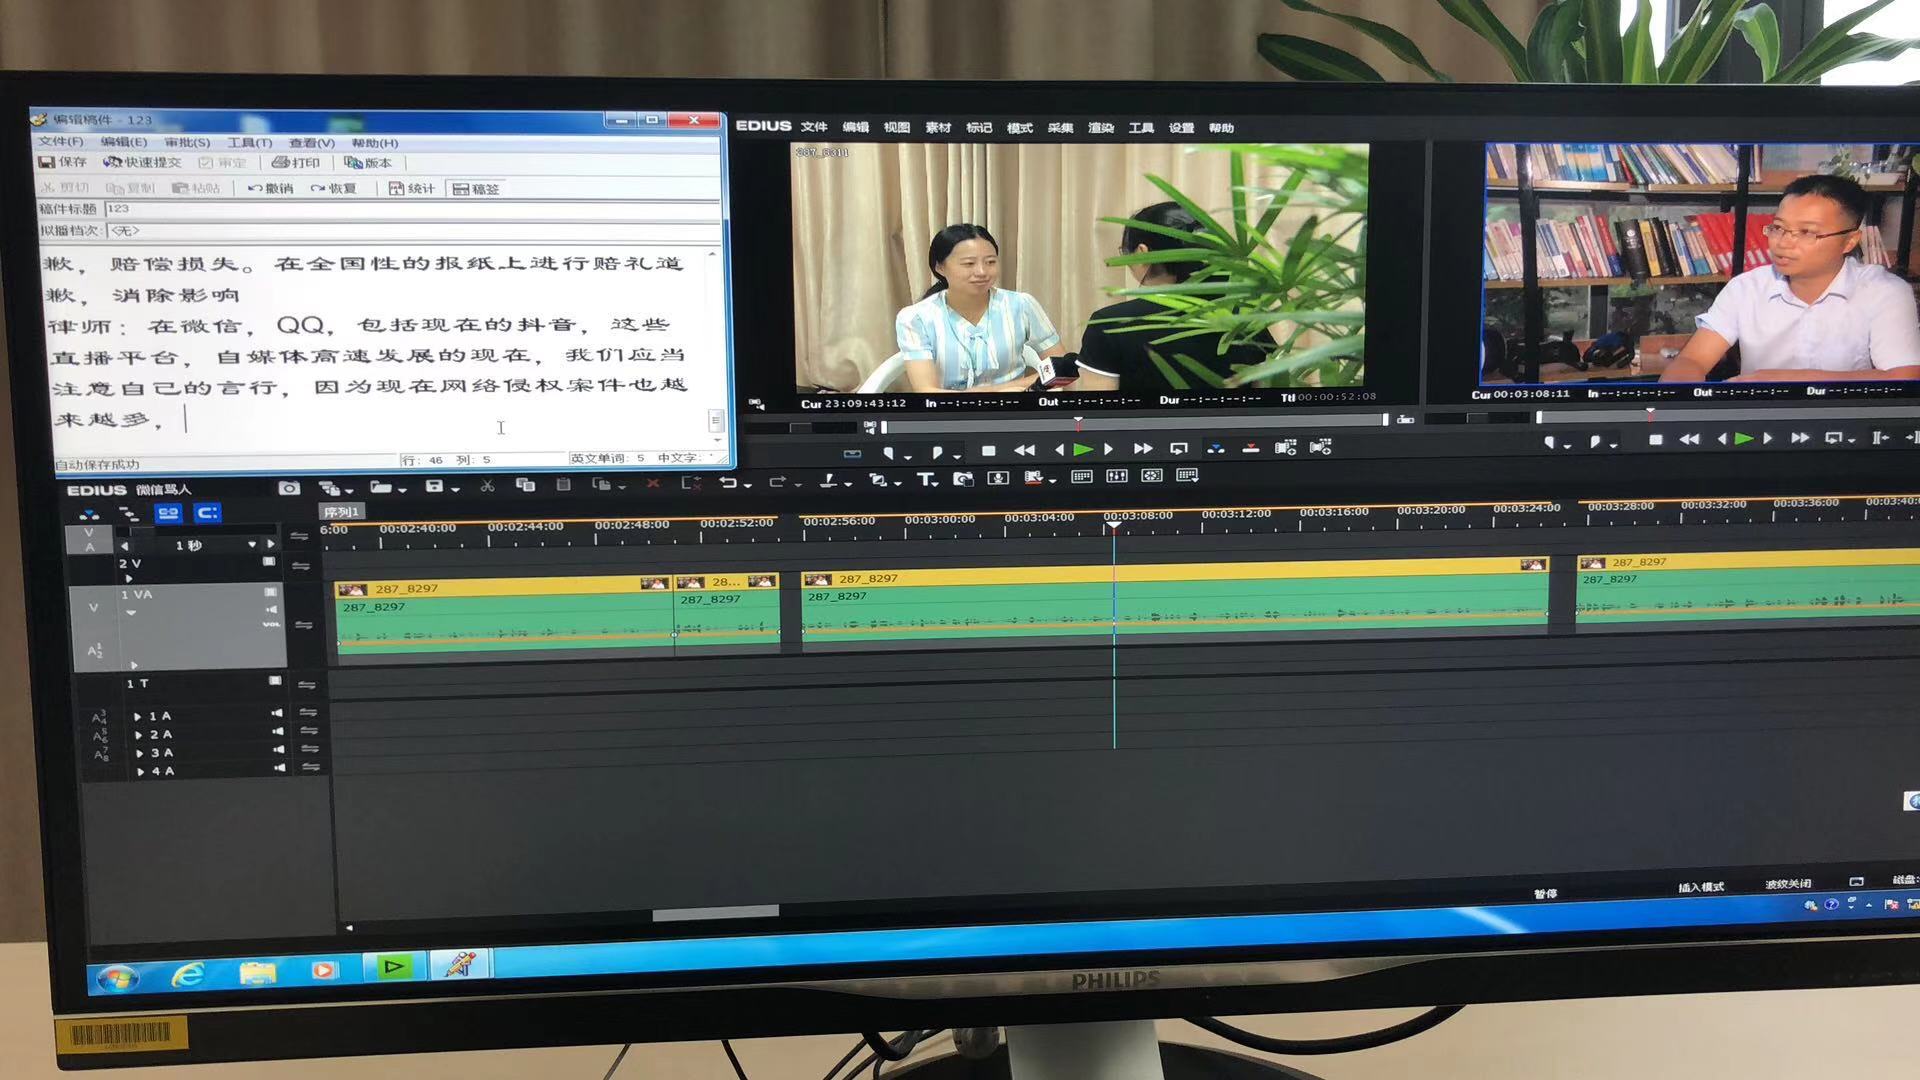 编辑稿件 - 123
文件(F) 编辑(E) 审批(S) 工具(T) 查看(V) 帮助(H)
保存 快速提交 审定 打印 版本
剪切 复制 粘贴 撤销 恢复 统计 稿签
稿件标题 123
拟播档次: <无>
歉，赔偿损失。在全国性的报纸上进行赔礼道
歉，消除影响
律师：在微信，QQ，包括现在的抖音，这些
直播平台，自媒体高速发展的现在，我们应当
注意自己的言行，因为现在网络侵权案件也越
来越多，
自动保存成功 行: 46 列: 5 英文单词: 5 中文字:
EDIUS 文件 编辑 视图 素材 标记 模式 采集 渲染 工具 设置 帮助
287_8311
Cur 23:09:43:12 In --:--:--:-- Out --:--:--:-- Dur --:--:--:-- Ttl 00:00:52:08
Cur 00:03:08:11 In --:--:--:-- Out --:--:--:-- Dur --:--:--:--
EDIUS 微信骂人
序列1
6:00 00:02:40:00 00:02:44:00 00:02:48:00 00:02:52:00 00:02:56:00 00:03:00:00 00:03:04:00 00:03:08:00 00:03:12:00 00:03:16:00 00:03:20:00 00:03:24:00 00:03:28:00 00:03:32:00 00:03:36:00 00:03:40:0
V
A
1 秒
2 V
1 VA
V
VOL
A12
287_8297 28... 287_8297 287_8297
287_8297 287_8297 287_8297 287_8297
1 T
A34 1 A
A56 2 A
A78 3 A
4 A
暂停 插入模式 波纹关闭 磁盘:
PHILIPS